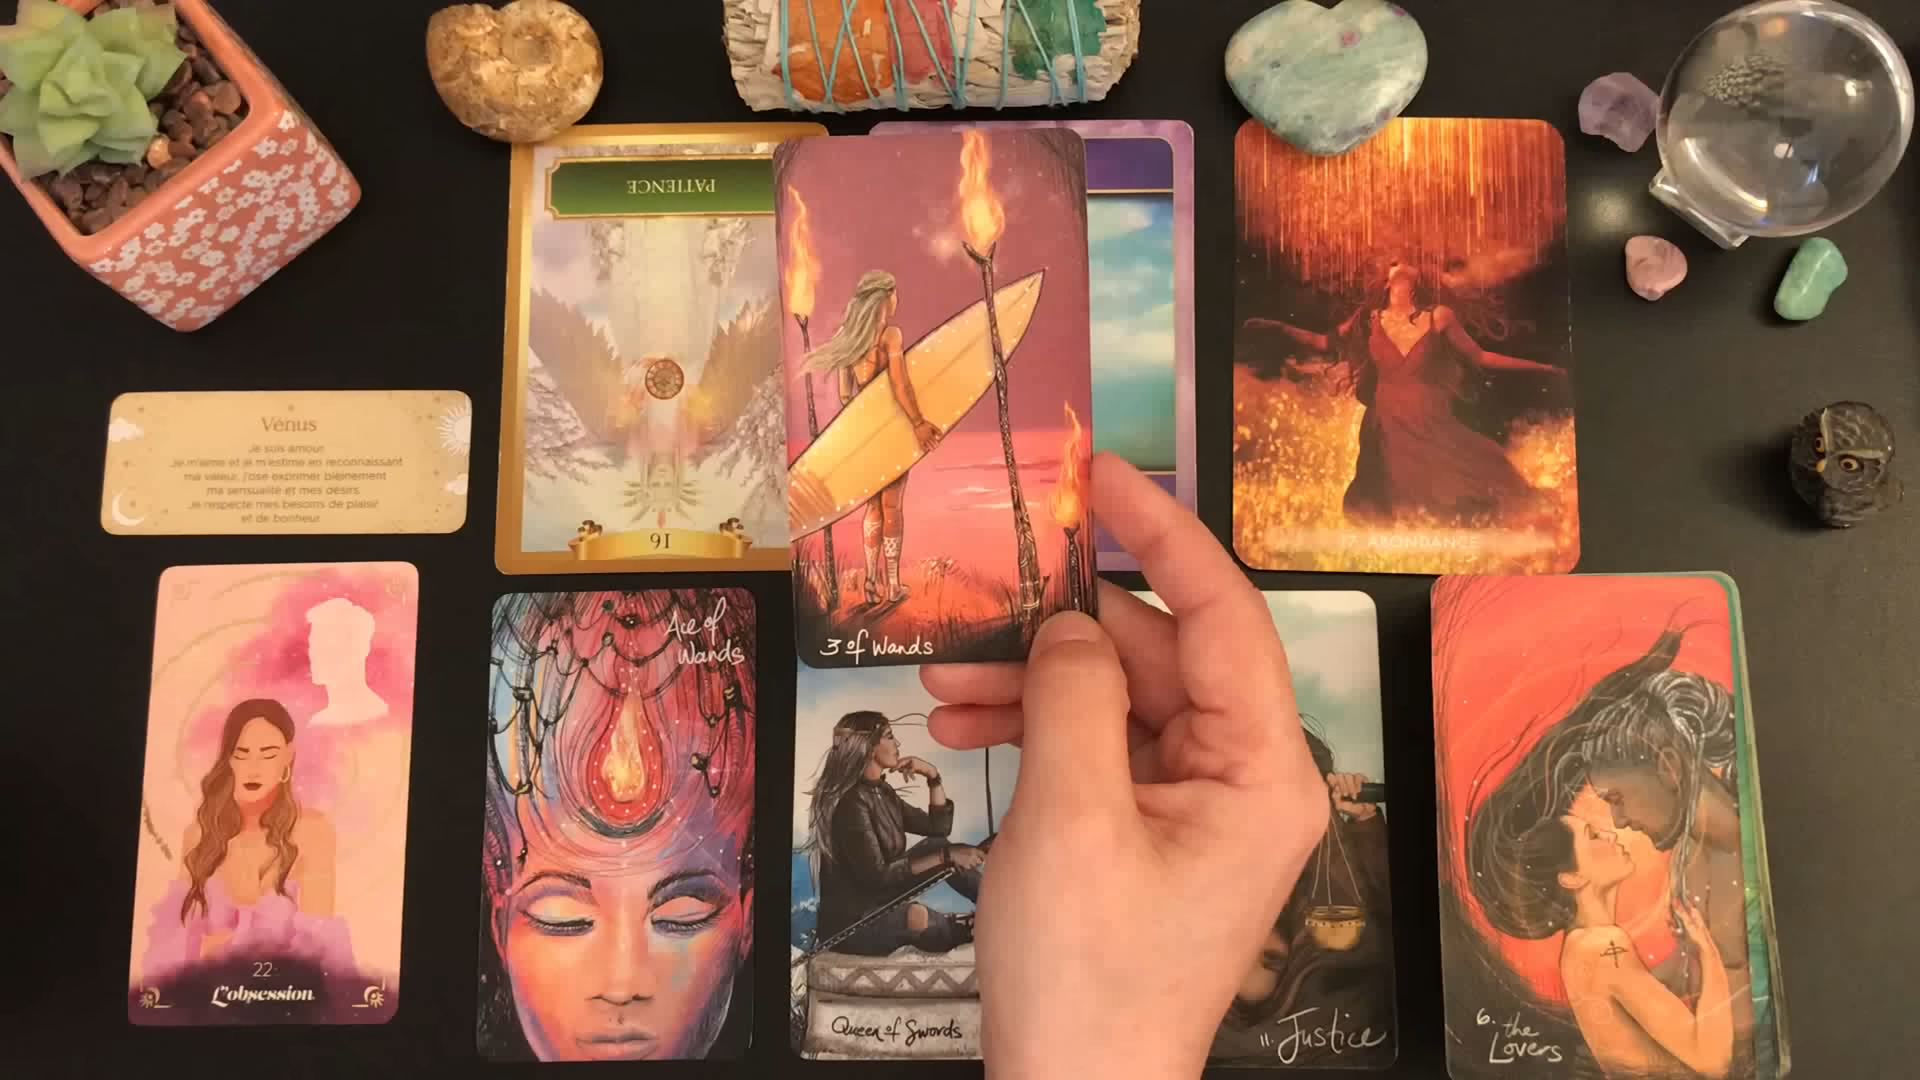 PATIENCE
16
17. ABONDANCE
Vénus
Je suis amour.
Je m'aime et je m'estime en reconnaissant
ma valeur, j'ose exprimer pleinement
ma sensualité et mes désirs.
Je respecte mes besoins de plaisir
et de bonheur.
3 of Wands
22
L'obsession
Ace of
Wands
Queen of Swords
11. Justice
6. the
Lovers